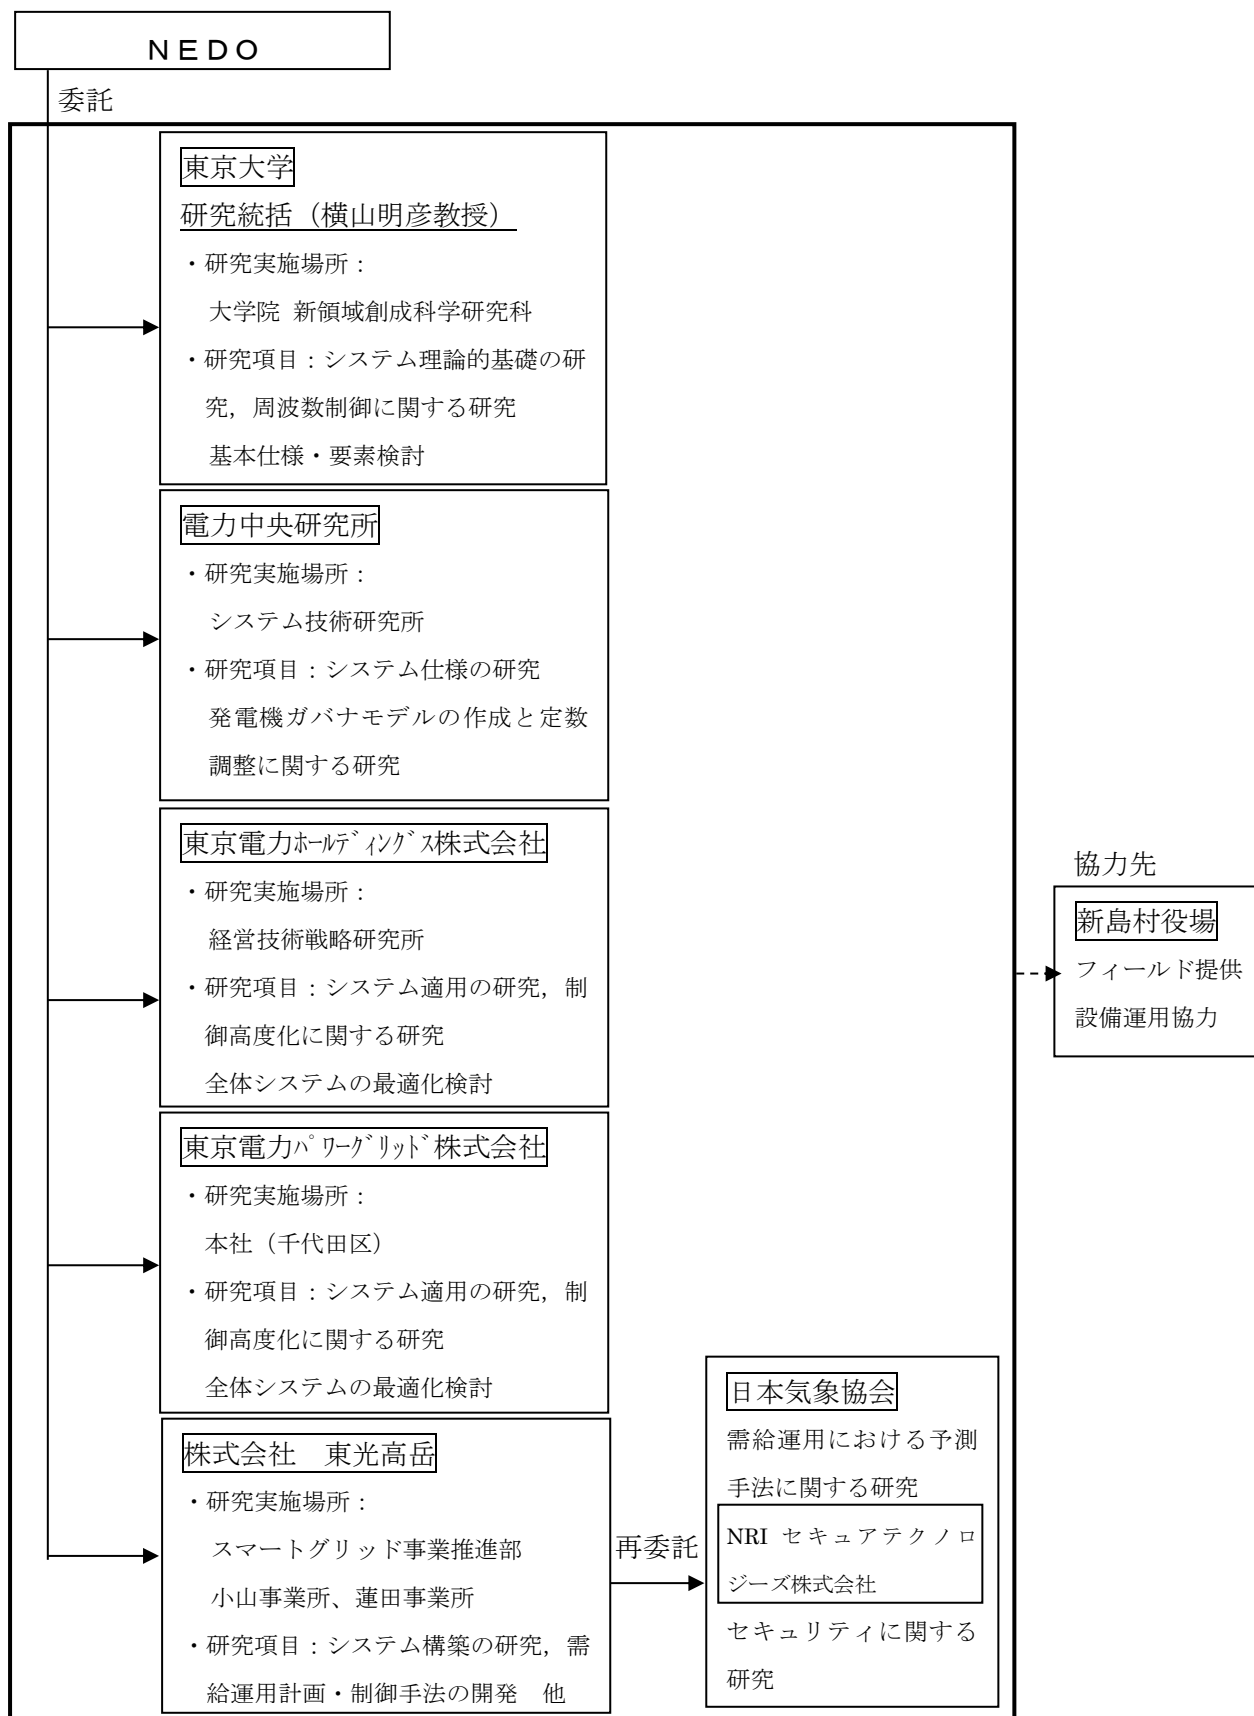 ＮＥＤＯ
委託
東京大学
研究統括（横山明彦教授）
・研究実施場所：
大学院 新領域創成科学研究科
・研究項目：システム理論的基礎の研
究，周波数制御に関する研究
基本仕様・要素検討
電力中央研究所
・研究実施場所：
システム技術研究所
・研究項目：システム仕様の研究
発電機ガバナモデルの作成と定数
調整に関する研究
東京電力ﾎｰﾙﾃﾞｨﾝｸﾞｽ株式会社
・研究実施場所：
経営技術戦略研究所
・研究項目：システム適用の研究，制
御高度化に関する研究
全体システムの最適化検討
東京電力ﾊﾟﾜｰｸﾞﾘｯﾄﾞ株式会社
・研究実施場所：
本社（千代田区）
・研究項目：システム適用の研究，制
御高度化に関する研究
全体システムの最適化検討
株式会社　東光高岳
・研究実施場所：
スマートグリッド事業推進部
小山事業所、蓮田事業所
・研究項目：システム構築の研究，需
給運用計画・制御手法の開発　他
再委託
日本気象協会
需給運用における予測
手法に関する研究
NRI セキュアテクノロ
ジーズ株式会社
セキュリティに関する
研究
協力先
新島村役場
フィールド提供
設備運用協力